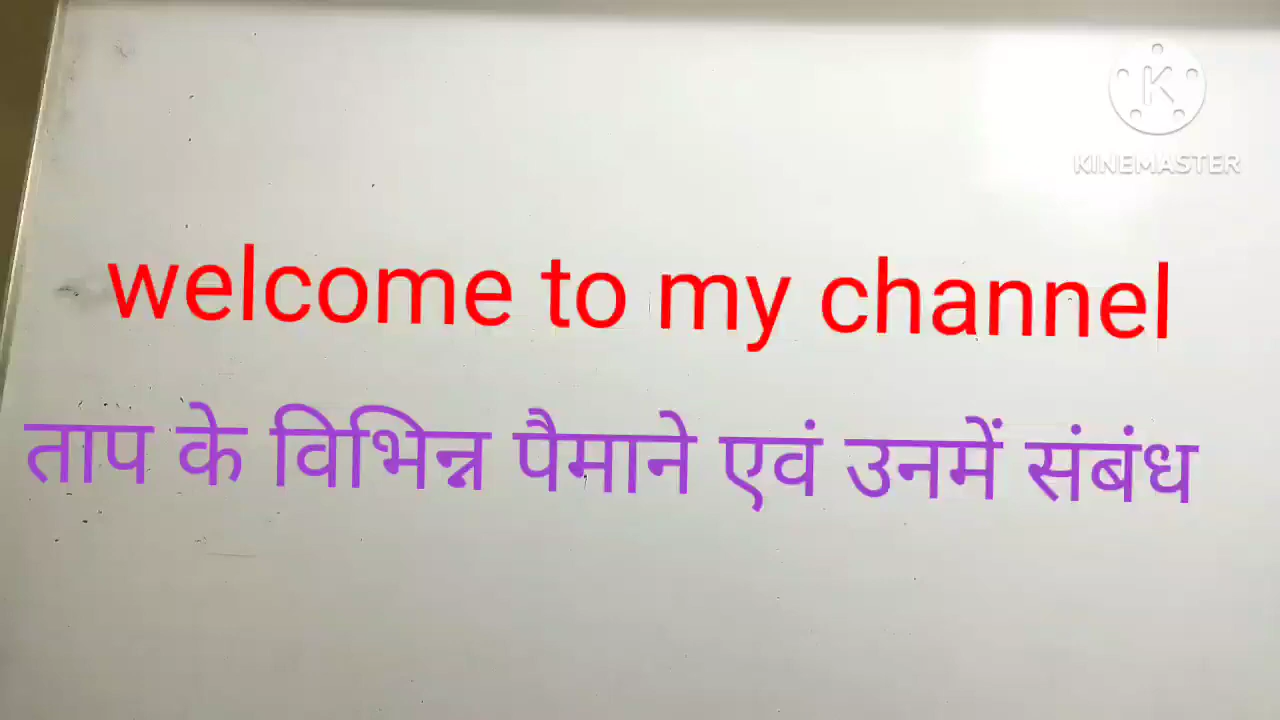 KINEMASTER
welcome to my channel
ताप के विभिन्न पैमाने एवं उनमें संबंध